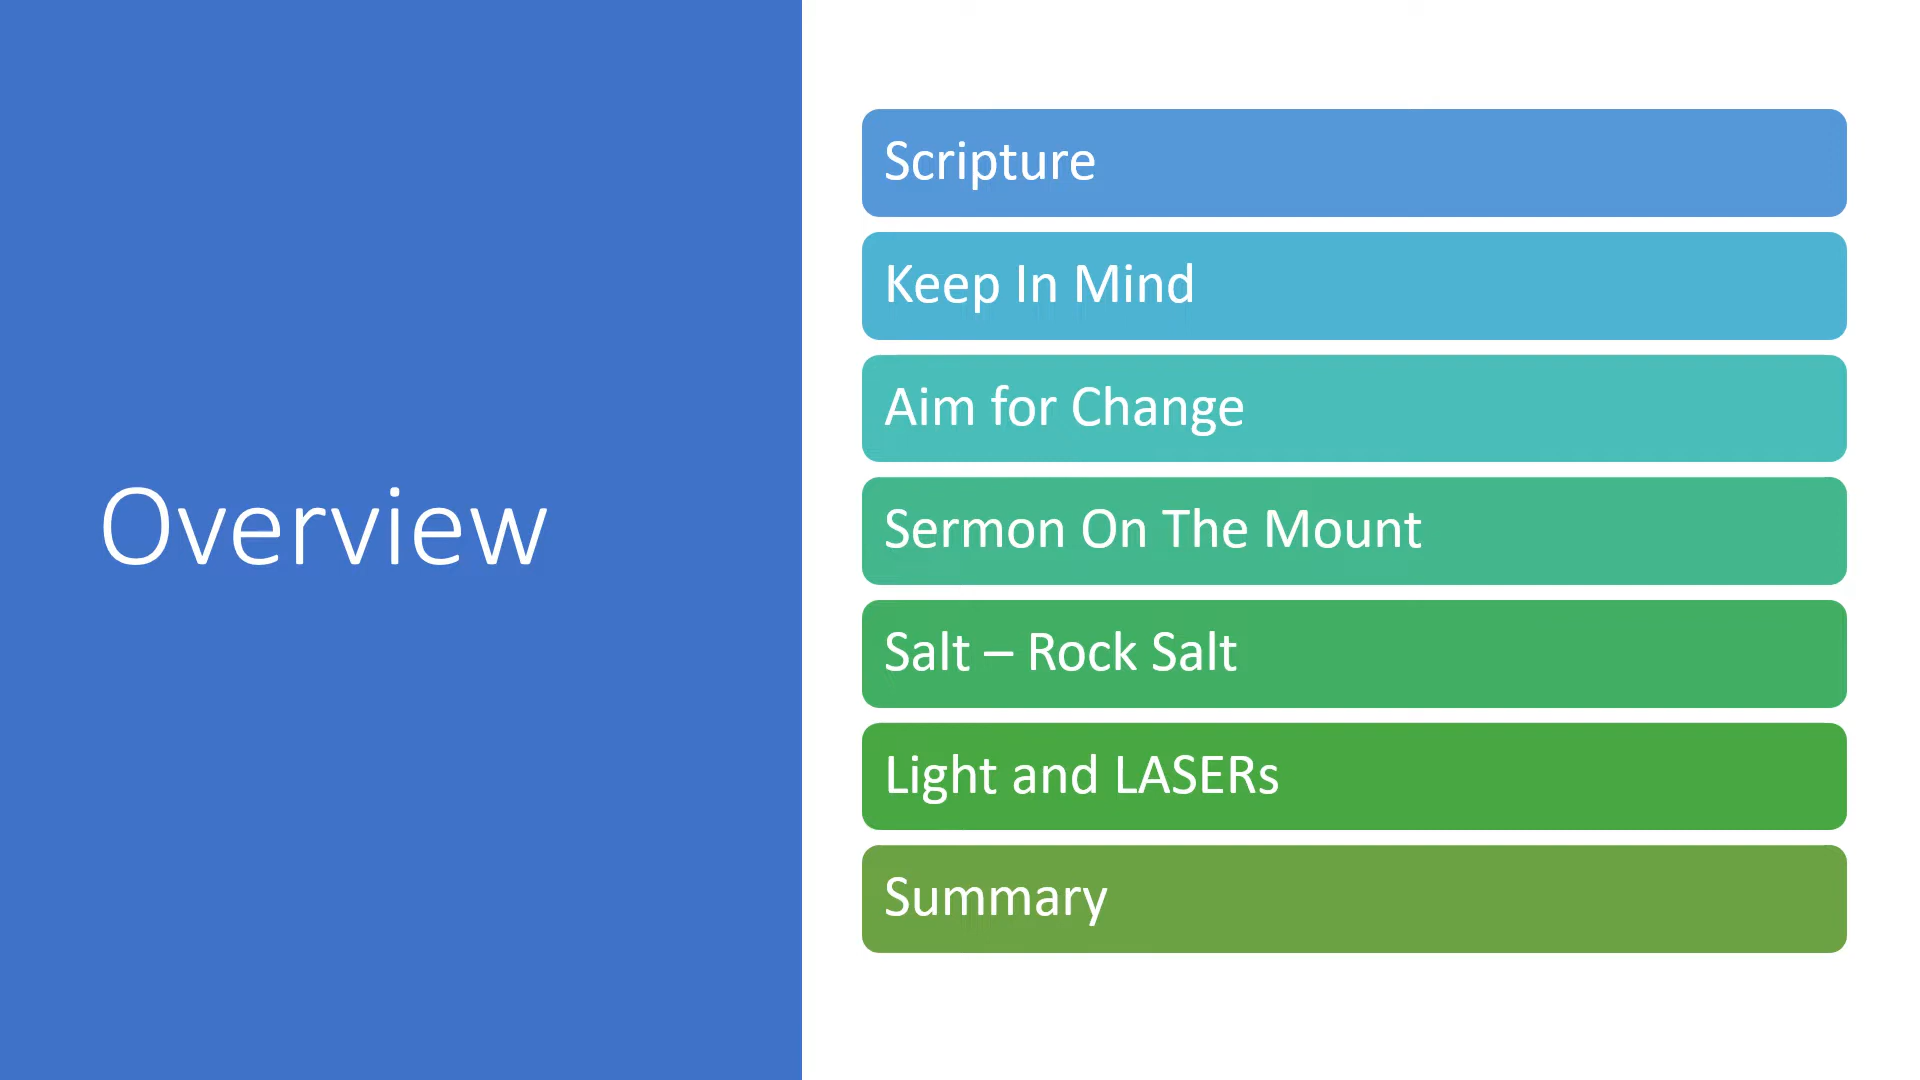 Overview
Scripture
Keep In Mind
Aim for Change
Sermon On The Mount
Salt – Rock Salt
Light and LASERs
Summary